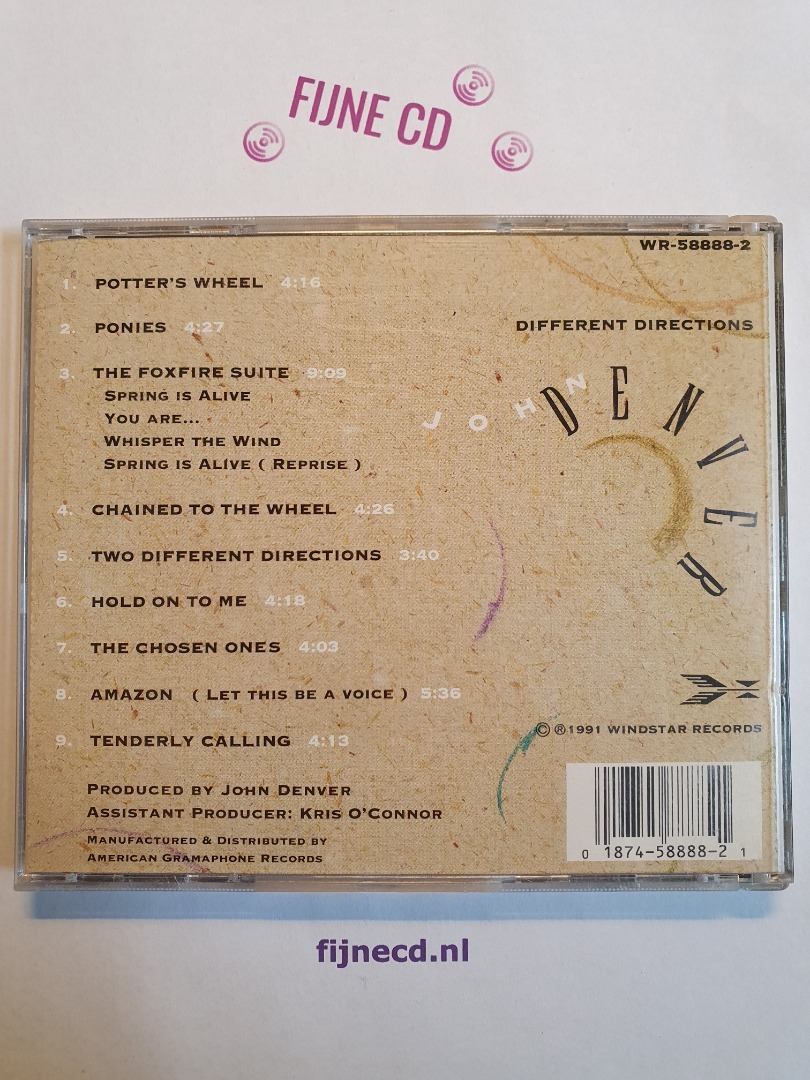 FIJNE CD
WR-58888-2
1. POTTER'S WHEEL 4:16
2. PONIES 4:27
DIFFERENT DIRECTIONS
JOHN DENVER
3. THE FOXFIRE SUITE 9:09
SPRING IS ALIVE
YOU ARE...
WHISPER THE WIND
SPRING IS ALIVE ( REPRISE )
4. CHAINED TO THE WHEEL 4:26
5. TWO DIFFERENT DIRECTIONS 3:40
6. HOLD ON TO ME 4:18
7. THE CHOSEN ONES 4:03
8. AMAZON ( LET THIS BE A VOICE ) 5:36
9. TENDERLY CALLING 4:13
© ®1991 WINDSTAR RECORDS
PRODUCED BY JOHN DENVER
ASSISTANT PRODUCER: KRIS O'CONNOR
MANUFACTURED & DISTRIBUTED BY
AMERICAN GRAMAPHONE RECORDS
0 1874-58888-2 1
fijnecd.nl